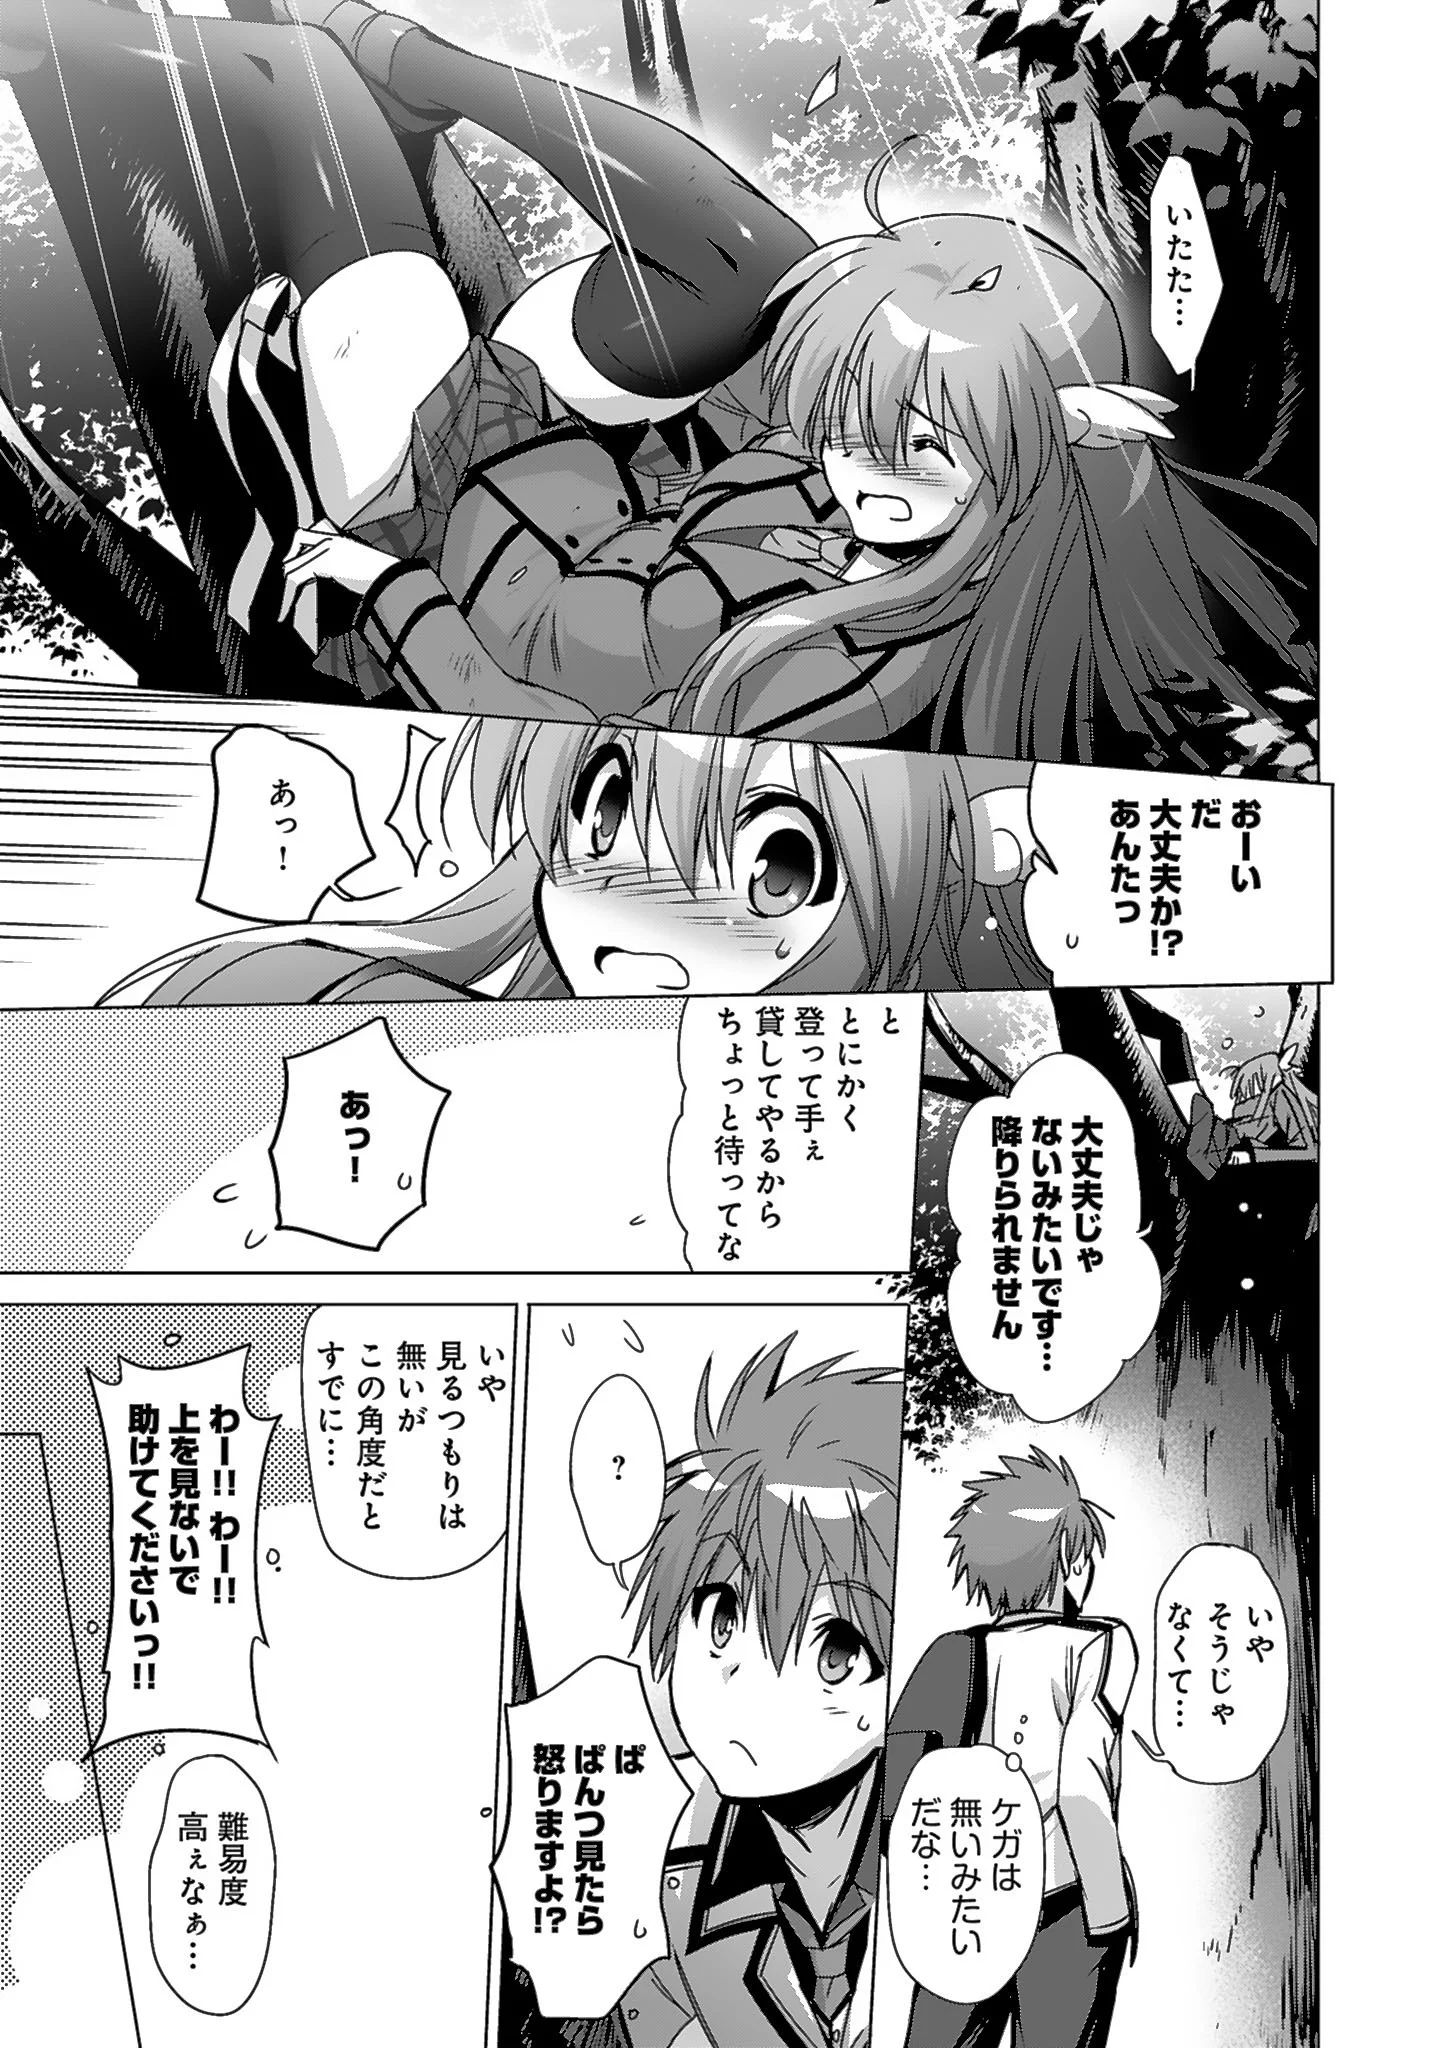 いたた…
おーい
だ
大丈夫か!?
あんたっ
あっ!
大丈夫じゃ
ないみたいです…
降りられません
いや
そうじゃ
なくて…
ケガは
無いみたい
だな…
と
とにかく
登って手ぇ
貸してやるから
ちょっと待ってな
あっ!
?
ぱ
ぱんつ見たら
怒りますよ!?
いや
見るつもりは
無いが
この角度だと
すでに…
わー!!わー!!
上を見ないで
助けてくださいっ!!
難易度
高ぇなぁ…